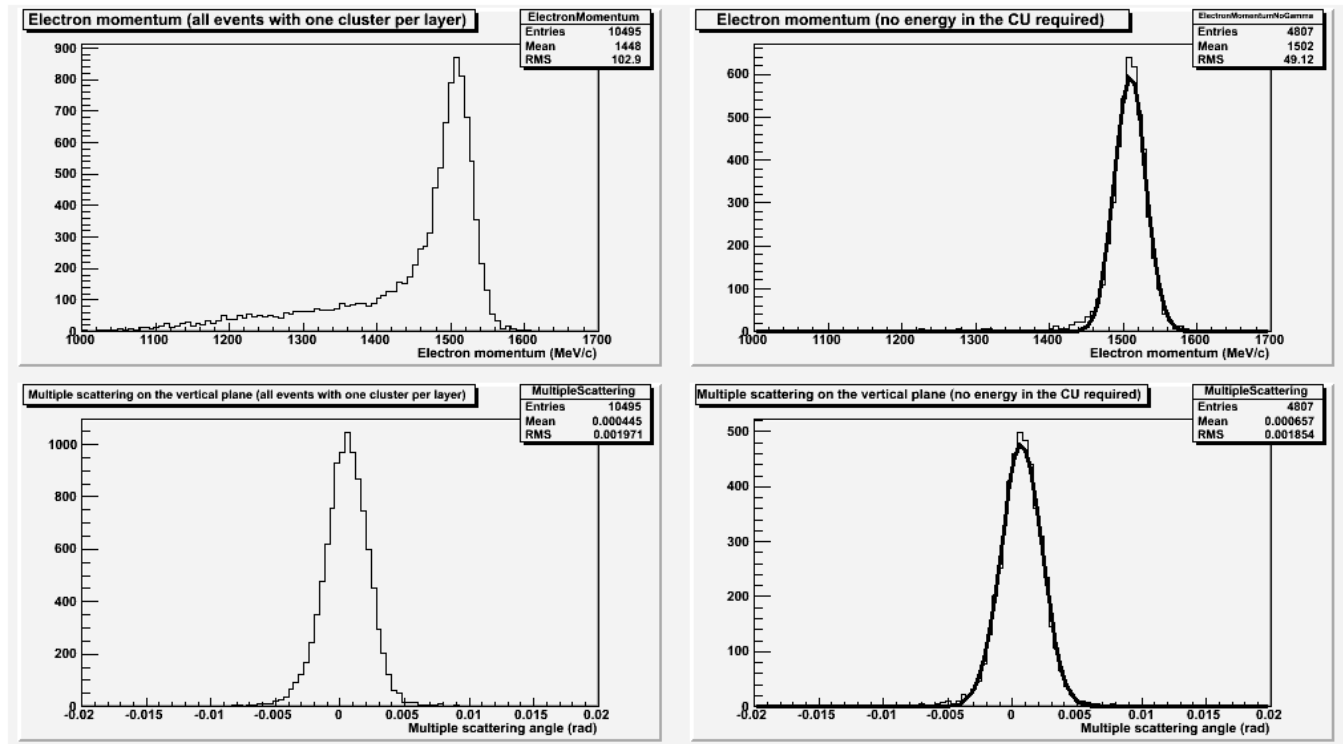 Electron momentum (all events with one cluster per layer)
ElectronMomentum
Entries 10495
Mean 1448
RMS 102.9
900
800
700
600
500
400
300
200
100
0
1000 1100 1200 1300 1400 1500 1600 1700
Electron momentum (MeV/c)
Electron momentum (no energy in the CU required)
ElectronMomentumNoGamma
Entries 4807
Mean 1502
RMS 49.12
600
500
400
300
200
100
0
1000 1100 1200 1300 1400 1500 1600 1700
Electron momentum (MeV/c)
Multiple scattering on the vertical plane (all events with one cluster per layer)
MultipleScattering
Entries 10495
Mean 0.000445
RMS 0.001971
1000
800
600
400
200
0
-0.02 -0.015 -0.01 -0.005 0 0.005 0.01 0.015 0.02
Multiple scattering angle (rad)
Multiple scattering on the vertical plane (no energy in the CU required)
MultipleScattering
Entries 4807
Mean 0.000657
RMS 0.001854
500
400
300
200
100
0
-0.02 -0.015 -0.01 -0.005 0 0.005 0.01 0.015 0.02
Multiple scattering angle (rad)